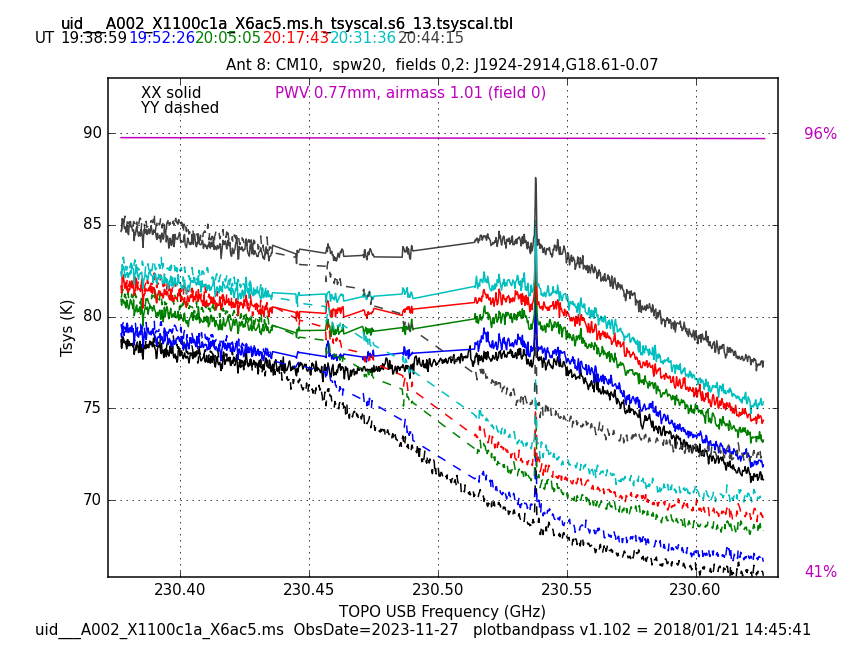 uid___A002_X1100c1a_X6ac5.ms.h_tsyscal.s6_13.tsyscal.tbl
UT 19:38:59 19:52:26 20:05:05 20:17:43 20:31:36 20:44:15
Ant 8: CM10,  spw20,  fields 0,2: J1924-2914,G18.61-0.07
XX solid
YY dashed
PWV 0.77mm, airmass 1.01 (field 0)
96%
41%
90
85
80
75
70
Tsys (K)
230.40 230.45 230.50 230.55 230.60
TOPO USB Frequency (GHz)
uid___A002_X1100c1a_X6ac5.ms  ObsDate=2023-11-27   plotbandpass v1.102 = 2018/01/21 14:45:41